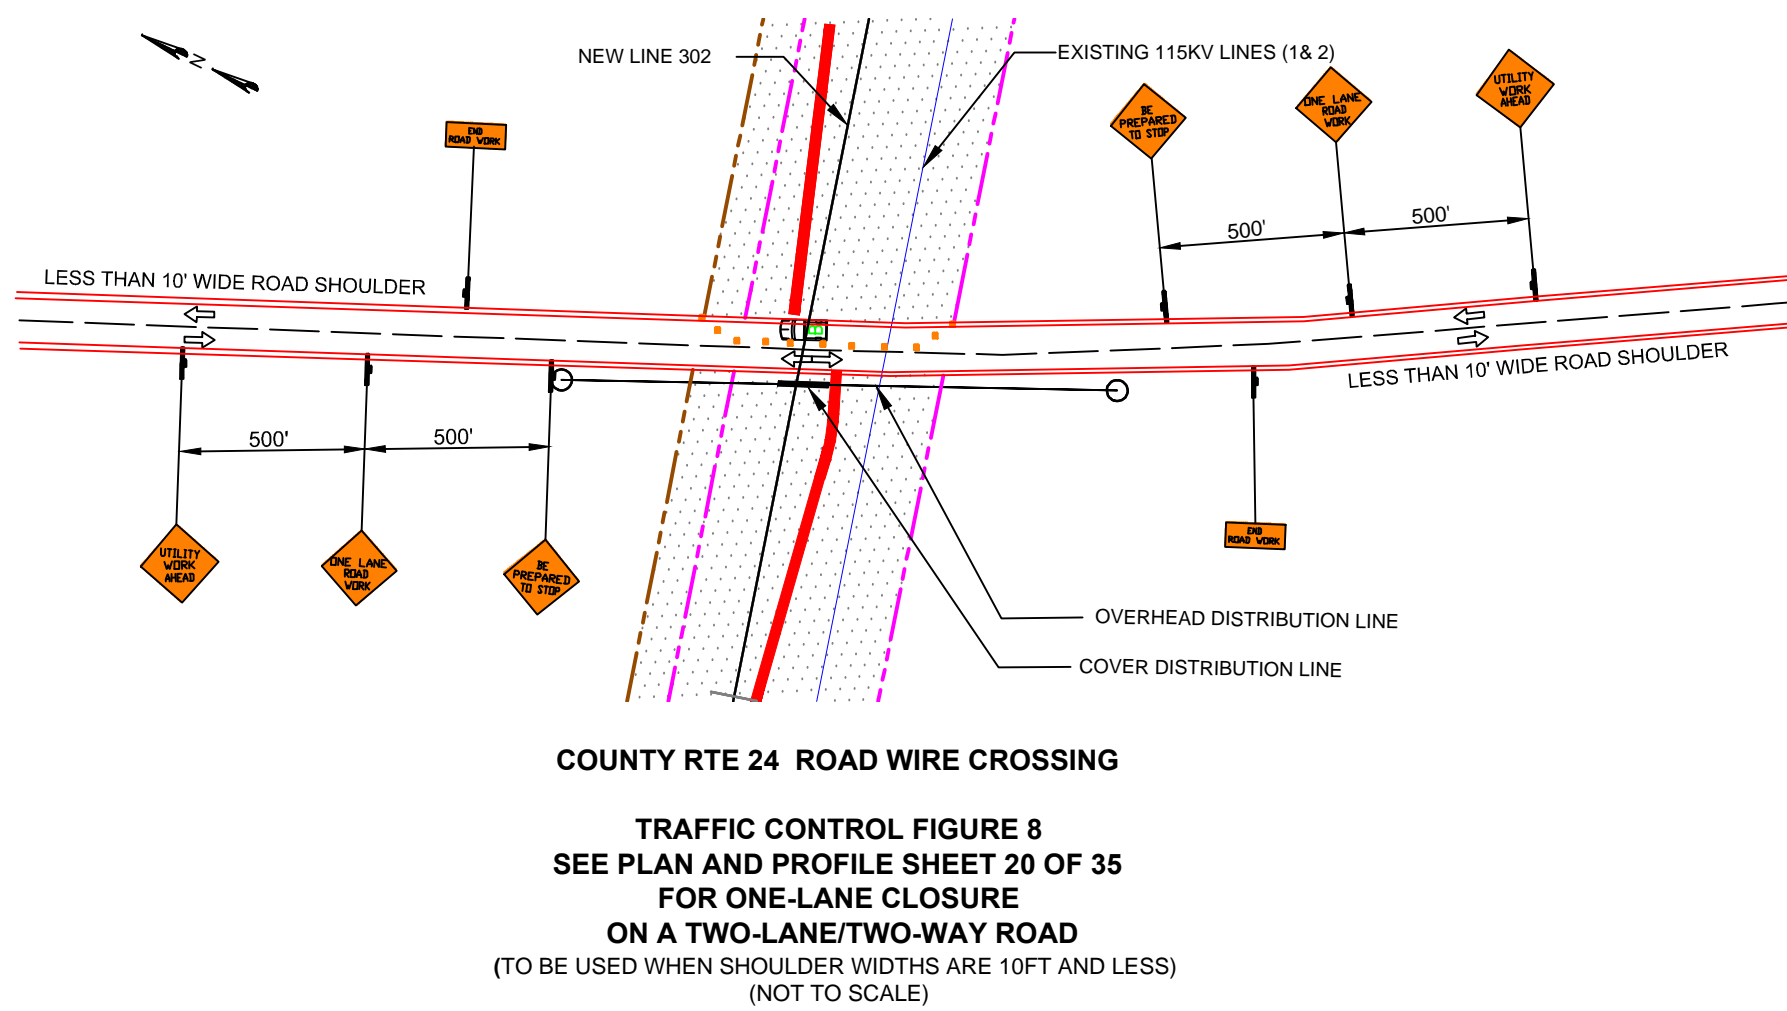 N
NEW LINE 302
EXISTING 115KV LINES (1& 2)
END
ROAD WORK
BE
PREPARED
TO STOP
ONE LANE
ROAD
WORK
UTILITY
WORK
AHEAD
500'
500'
LESS THAN 10' WIDE ROAD SHOULDER
B
LESS THAN 10' WIDE ROAD SHOULDER
500'
500'
UTILITY
WORK
AHEAD
ONE LANE
ROAD
WORK
BE
PREPARED
TO STOP
END
ROAD WORK
OVERHEAD DISTRIBUTION LINE
COVER DISTRIBUTION LINE
COUNTY RTE 24 ROAD WIRE CROSSING
TRAFFIC CONTROL FIGURE 8
SEE PLAN AND PROFILE SHEET 20 OF 35
FOR ONE-LANE CLOSURE
ON A TWO-LANE/TWO-WAY ROAD
(TO BE USED WHEN SHOULDER WIDTHS ARE 10FT AND LESS)
(NOT TO SCALE)